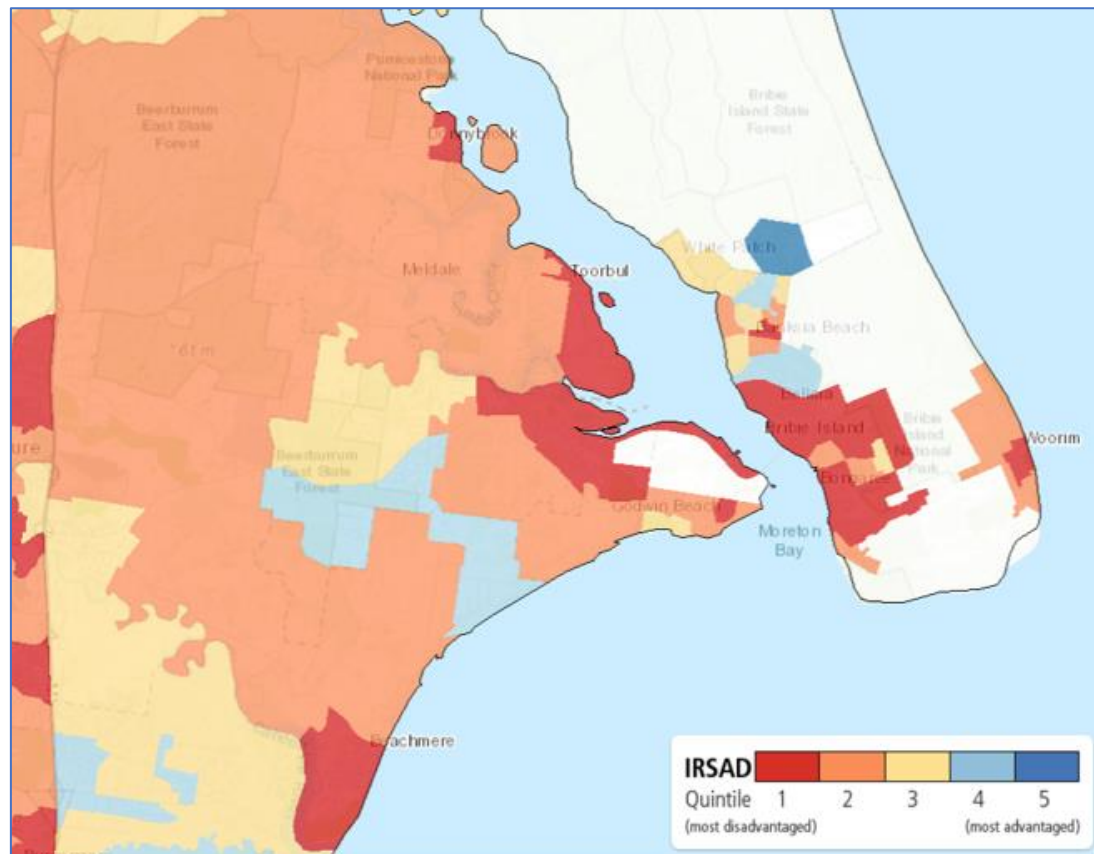 Pumicestone
National Park
Beerburrum
East State
Forest
Bribie
Island State
Forest
Donnybrook
White Patch
Meldale
Toorbul
Banksia Beach
Bellara
Bribie Island
Bribie
Island
National
Park
Woorim
Bongaree
Beerburrum
East State
Forest
Godwin Beach
Moreton
Bay
Beachmere
IRSAD
Quintile 1 2 3 4 5
(most disadvantaged) (most advantaged)